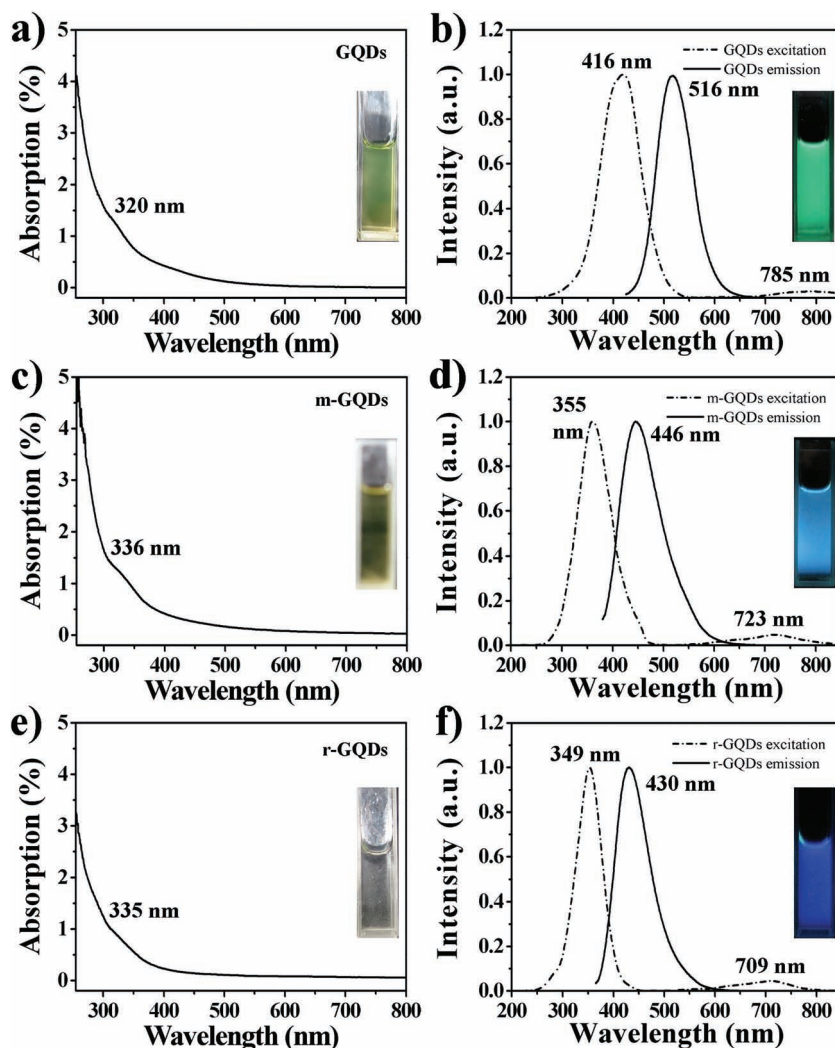 a)
GQDs
320 nm
Absorption (%)
5
4
3
2
1
0
300 400 500 600 700 800
Wavelength (nm)
b)
GQDs excitation
GQDs emission
416 nm
516 nm
785 nm
Intensity (a.u.)
1.2
1.0
0.8
0.6
0.4
0.2
0.0
200 300 400 500 600 700 800
Wavelength (nm)
c)
m-GQDs
336 nm
Absorption (%)
5
4
3
2
1
0
300 400 500 600 700 800
Wavelength (nm)
d)
m-GQDs excitation
m-GQDs emission
355
nm
446 nm
723 nm
Intensity (a.u.)
1.2
1.0
0.8
0.6
0.4
0.2
0.0
200 300 400 500 600 700 800
Wavelength (nm)
e)
r-GQDs
335 nm
Absorption (%)
5
4
3
2
1
0
300 400 500 600 700 800
Wavelength (nm)
f)
r-GQDs excitation
r-GQDs emission
349 nm
430 nm
709 nm
Intensity (a.u.)
1.2
1.0
0.8
0.6
0.4
0.2
0.0
200 300 400 500 600 700 800
Wavelength (nm)